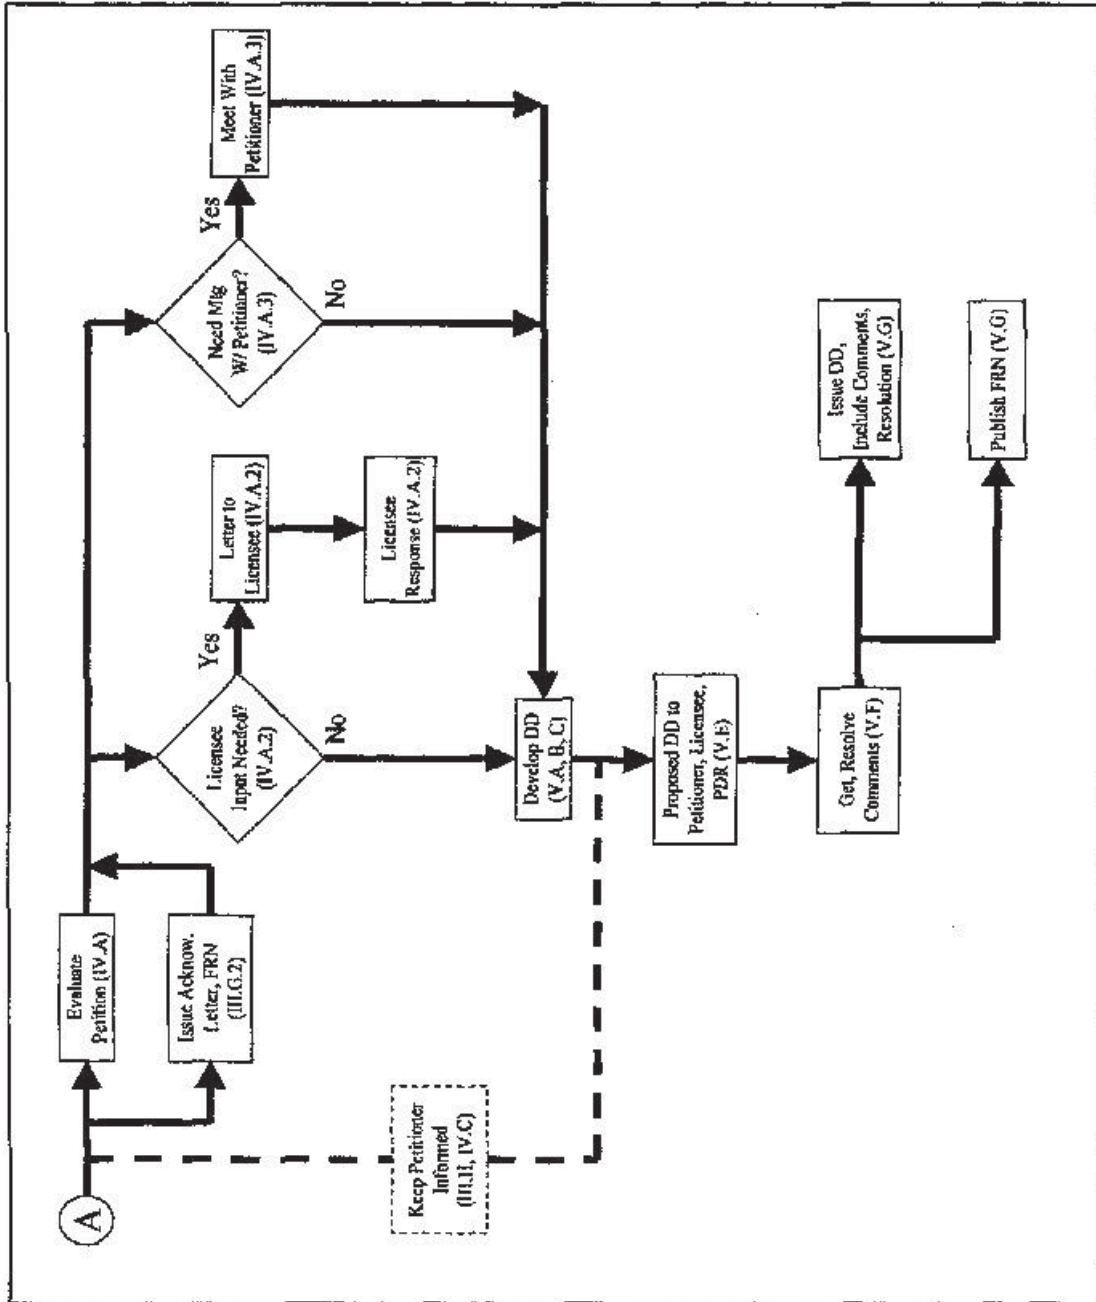 A
Evaluate
Petition (IV.A)
Issue Acknow.
Letter, FRN
(III.G.2)
Keep Petitioner
Informed
(III.H, IV.C)
Licensee
Input Needed?
(IV.A.2)
Yes
No
Letter to
Licensee (IV.A.2)
Licensee
Response (IV.A.2)
Need Mtg
W/ Petitinner?
(IV.A.3)
Yes
No
Meet With
Petitioner (IV.A.3)
Develop DD
(V.A, B, C)
Proposed DD to
Petitioner, Licensee,
PDR (V.E)
Get, Resolve
Comments (V.F)
Issue DD,
Include Comments,
Resolution (V.G)
Publish FRN (V.G)